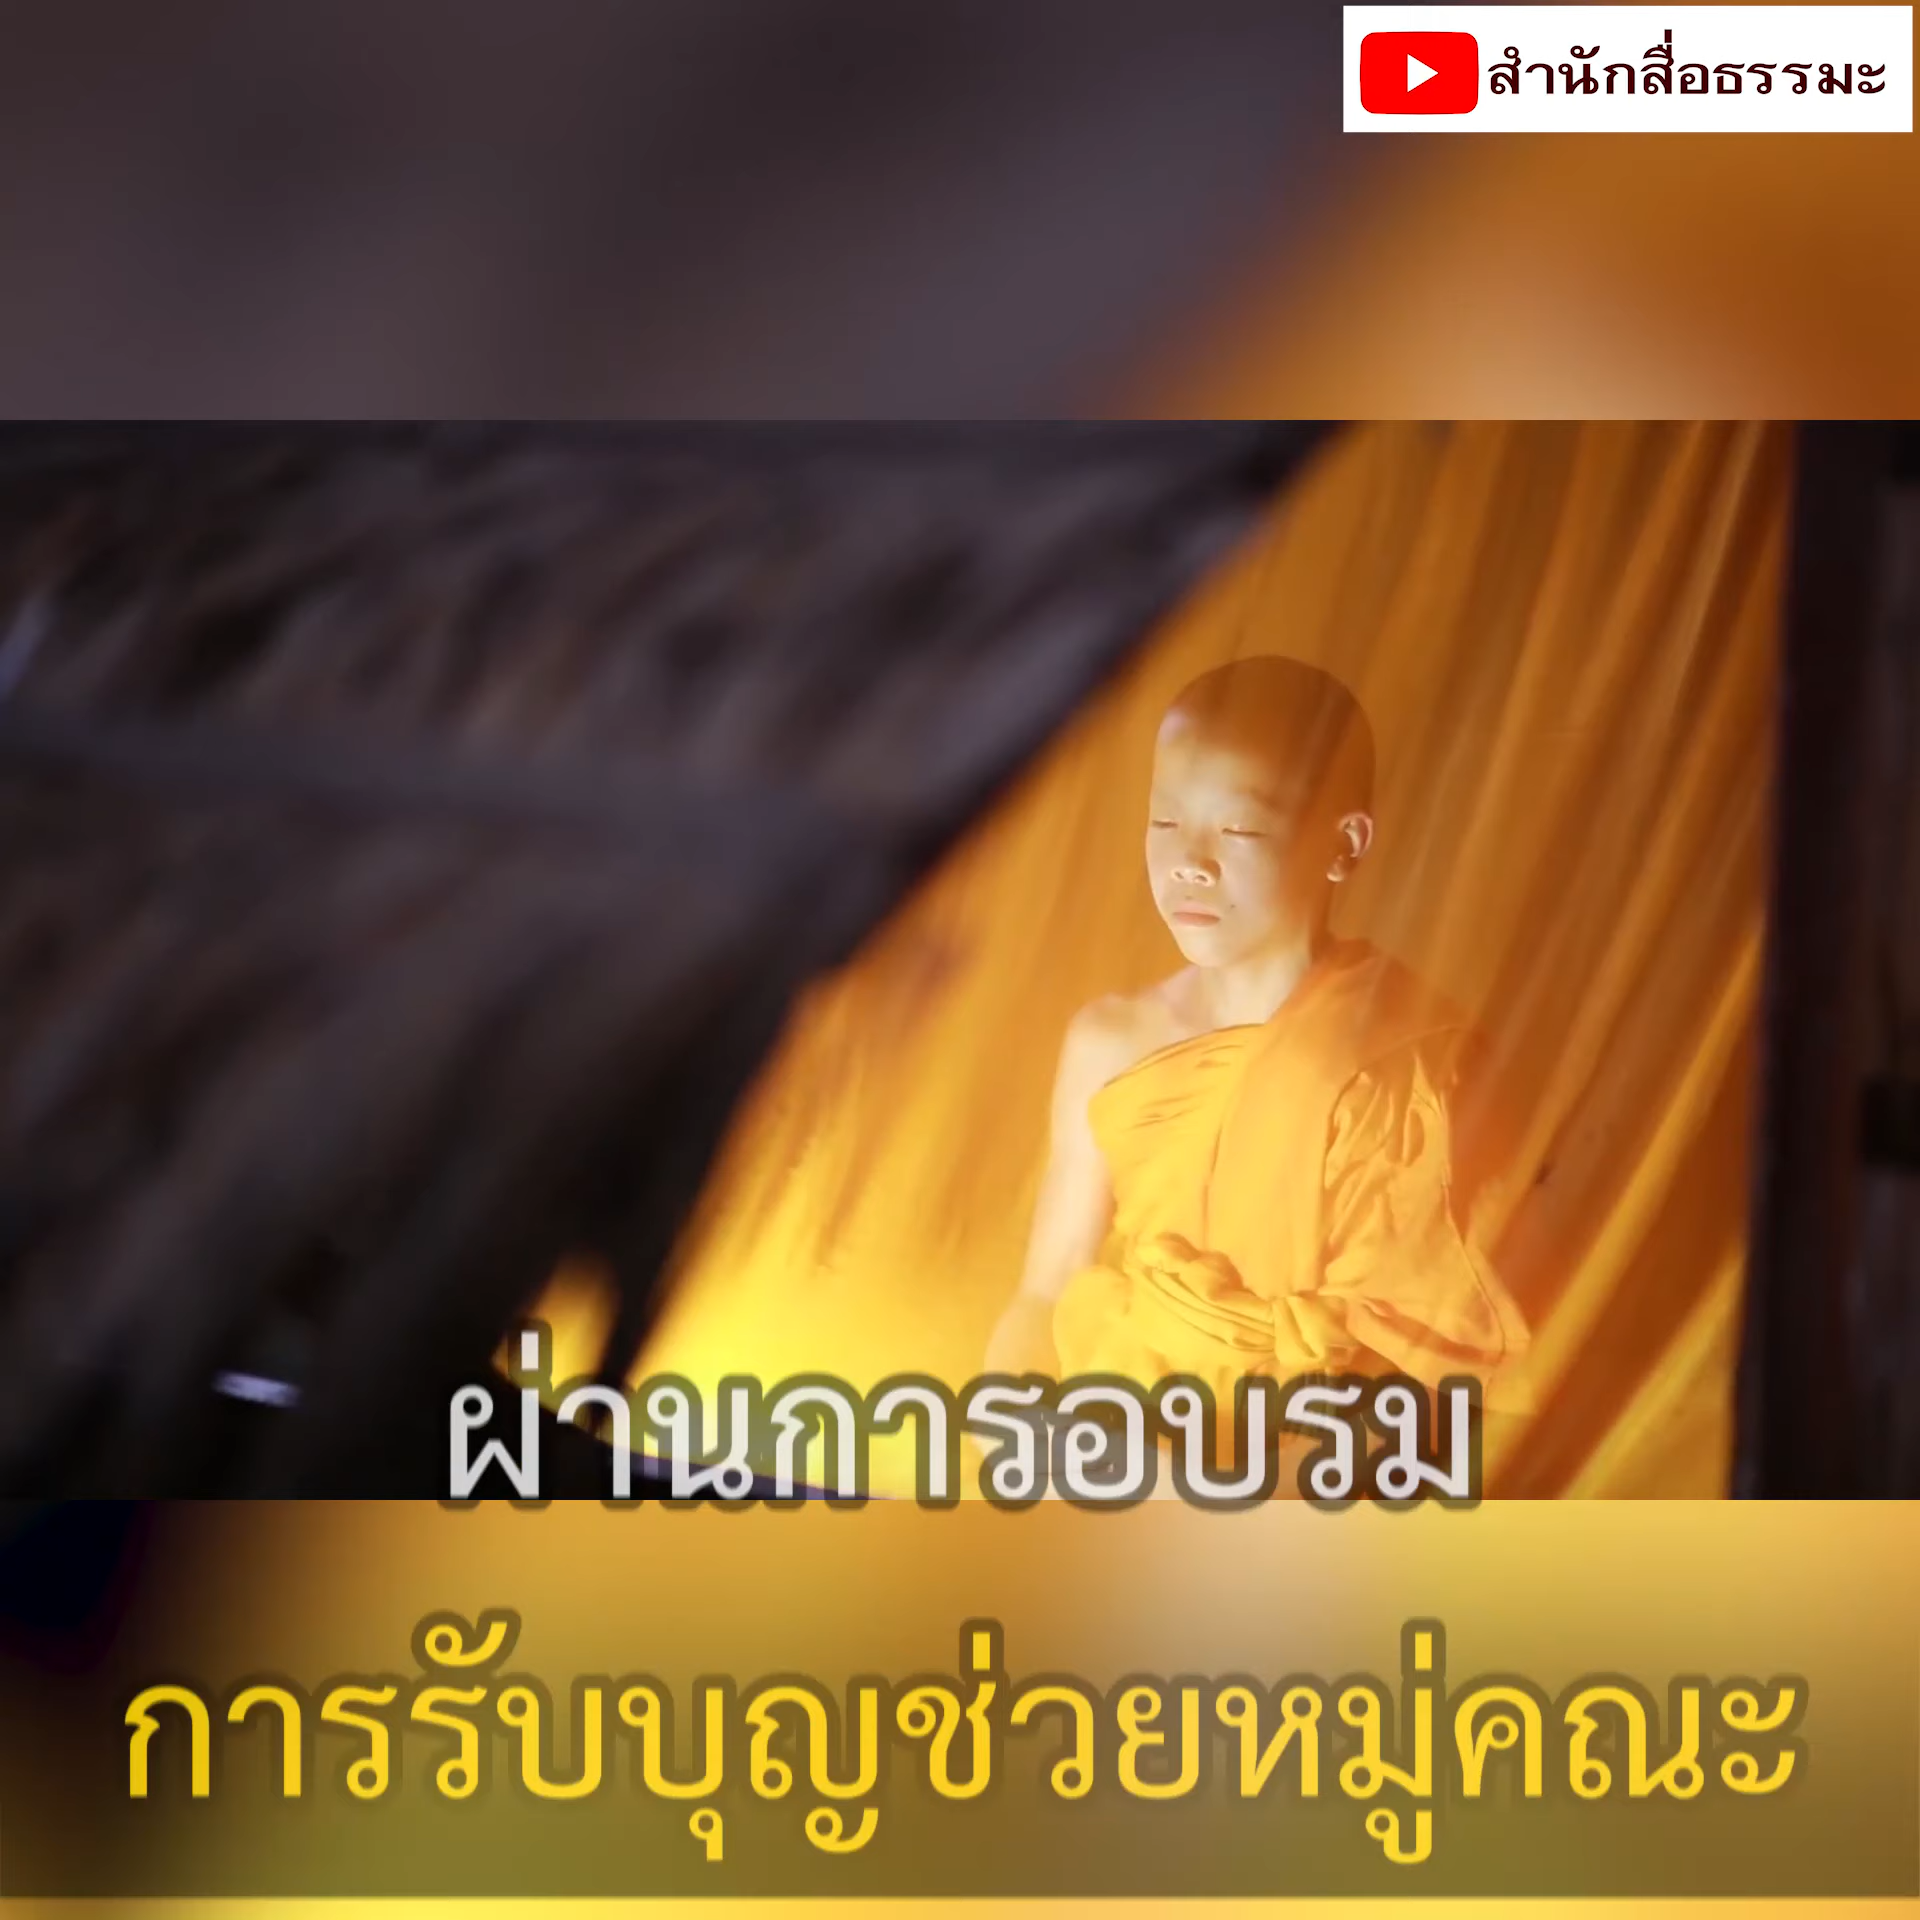 สำนักสื่อธรรมะ
ผ่านการอบรม
การรับบุญช่วยหมู่คณะ